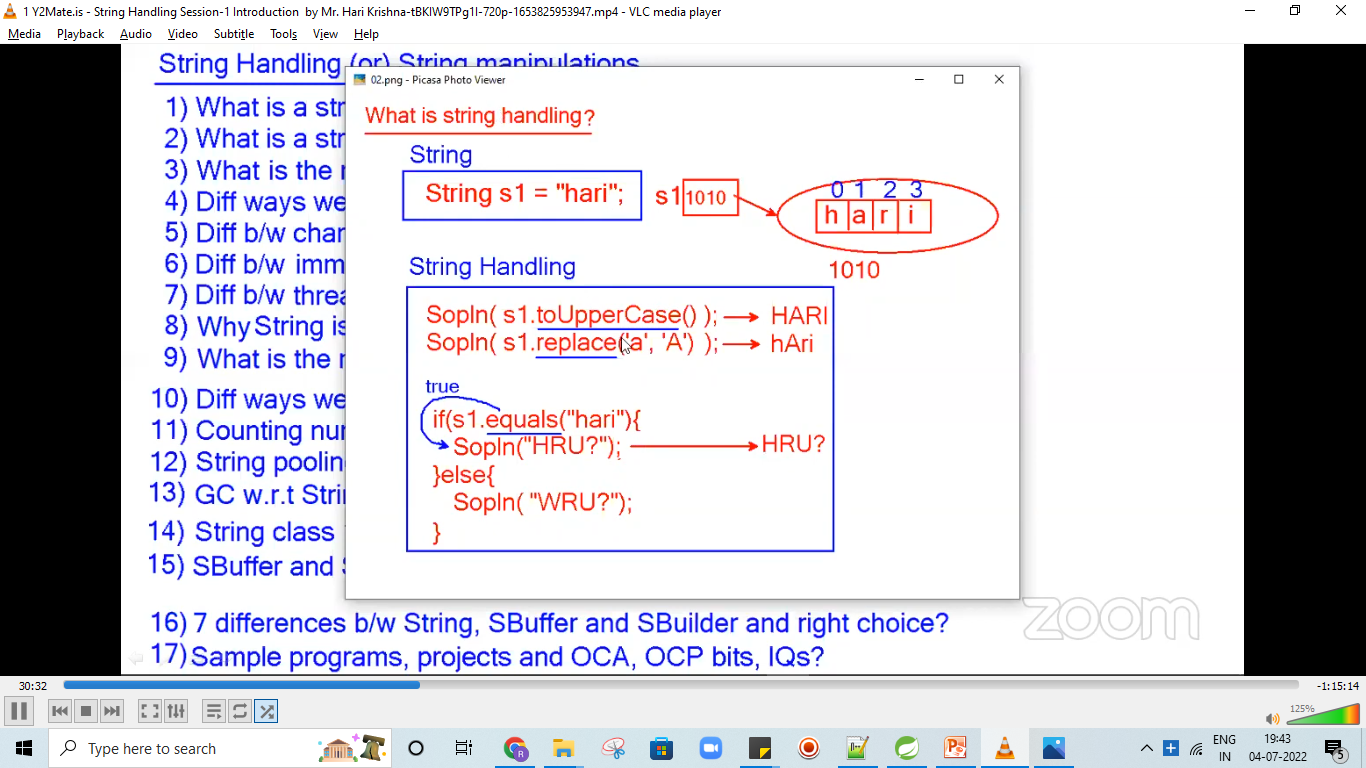 1 Y2Mate.is - String Handling Session-1 Introduction by Mr. Hari Krishna-tBKlW9TPg1I-720p-1653825953947.mp4 - VLC media player
Media Playback Audio Video Subtitle Tools View Help
String Handling (or) String manipulations
1) What is a str
2) What is a str
3) What is the
4) Diff ways we
5) Diff b/w char
6) Diff b/w imm
7) Diff b/w threa
8) Why String is
9) What is the
10) Diff ways we
11) Counting nu
12) String pooling
13) GC w.r.t Stri
14) String class
15) SBuffer and
16) 7 differences b/w String, SBuffer and SBuilder and right choice?
17) Sample programs, projects and OCA, OCP bits, IQs?
02.png - Picasa Photo Viewer
What is string handling?
String
String s1 = "hari";
s1 1010
0 1 2 3
h a r i
1010
String Handling
Sopln( s1.toUpperCase() ); HARI
Sopln( s1.replace('a', 'A') ); hAri
true
if(s1.equals("hari"){
Sopln("HRU?"); HRU?
}else{
Sopln( "WRU?");
}
zoom
30:32 -1:15:14
125%
Type here to search
ENG
IN
19:43
04-07-2022
5